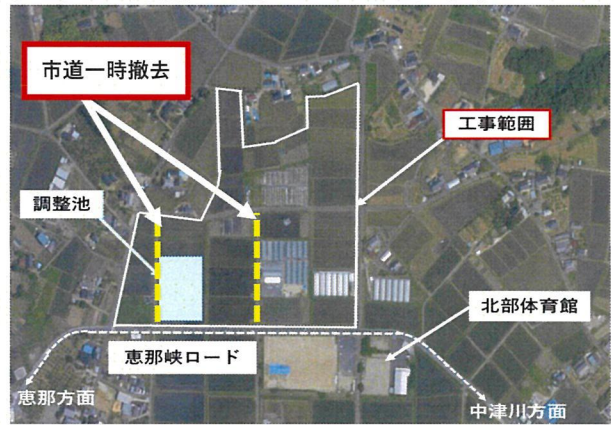 市道一時撤去
工事範囲
調整池
北部体育館
恵那峡ロード
恵那方面
中津川方面